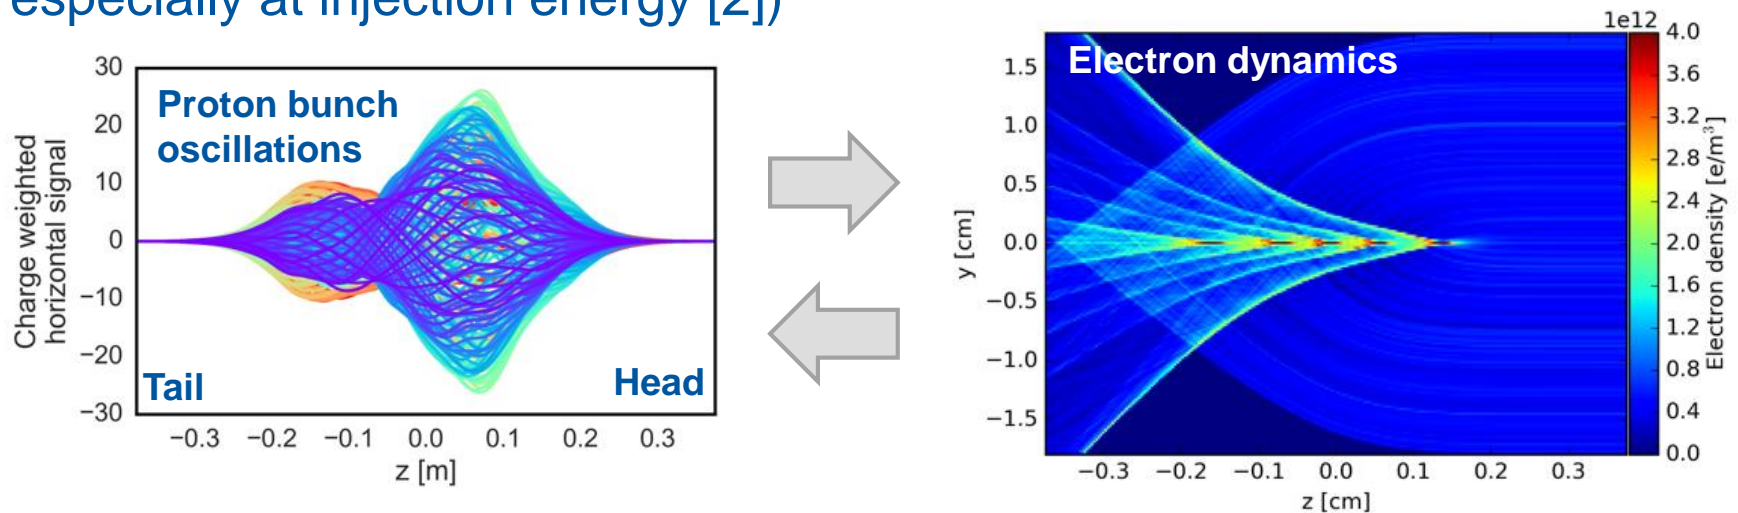 especially at injection energy [2])
Proton bunch
oscillations
Charge weighted
horizontal signal
30
20
10
0
−10
−20
−30
Tail
Head
−0.3 −0.2 −0.1 0.0 0.1 0.2 0.3
z [m]
Electron dynamics
y [cm]
1.5
1.0
0.5
0.0
−0.5
−1.0
−1.5
−0.3 −0.2 −0.1 0.0 0.1 0.2 0.3
z [cm]
1e12
4.0
3.6
3.2
2.8
2.4
2.0
1.6
1.2
0.8
0.4
0.0
Electron density [e/m³]